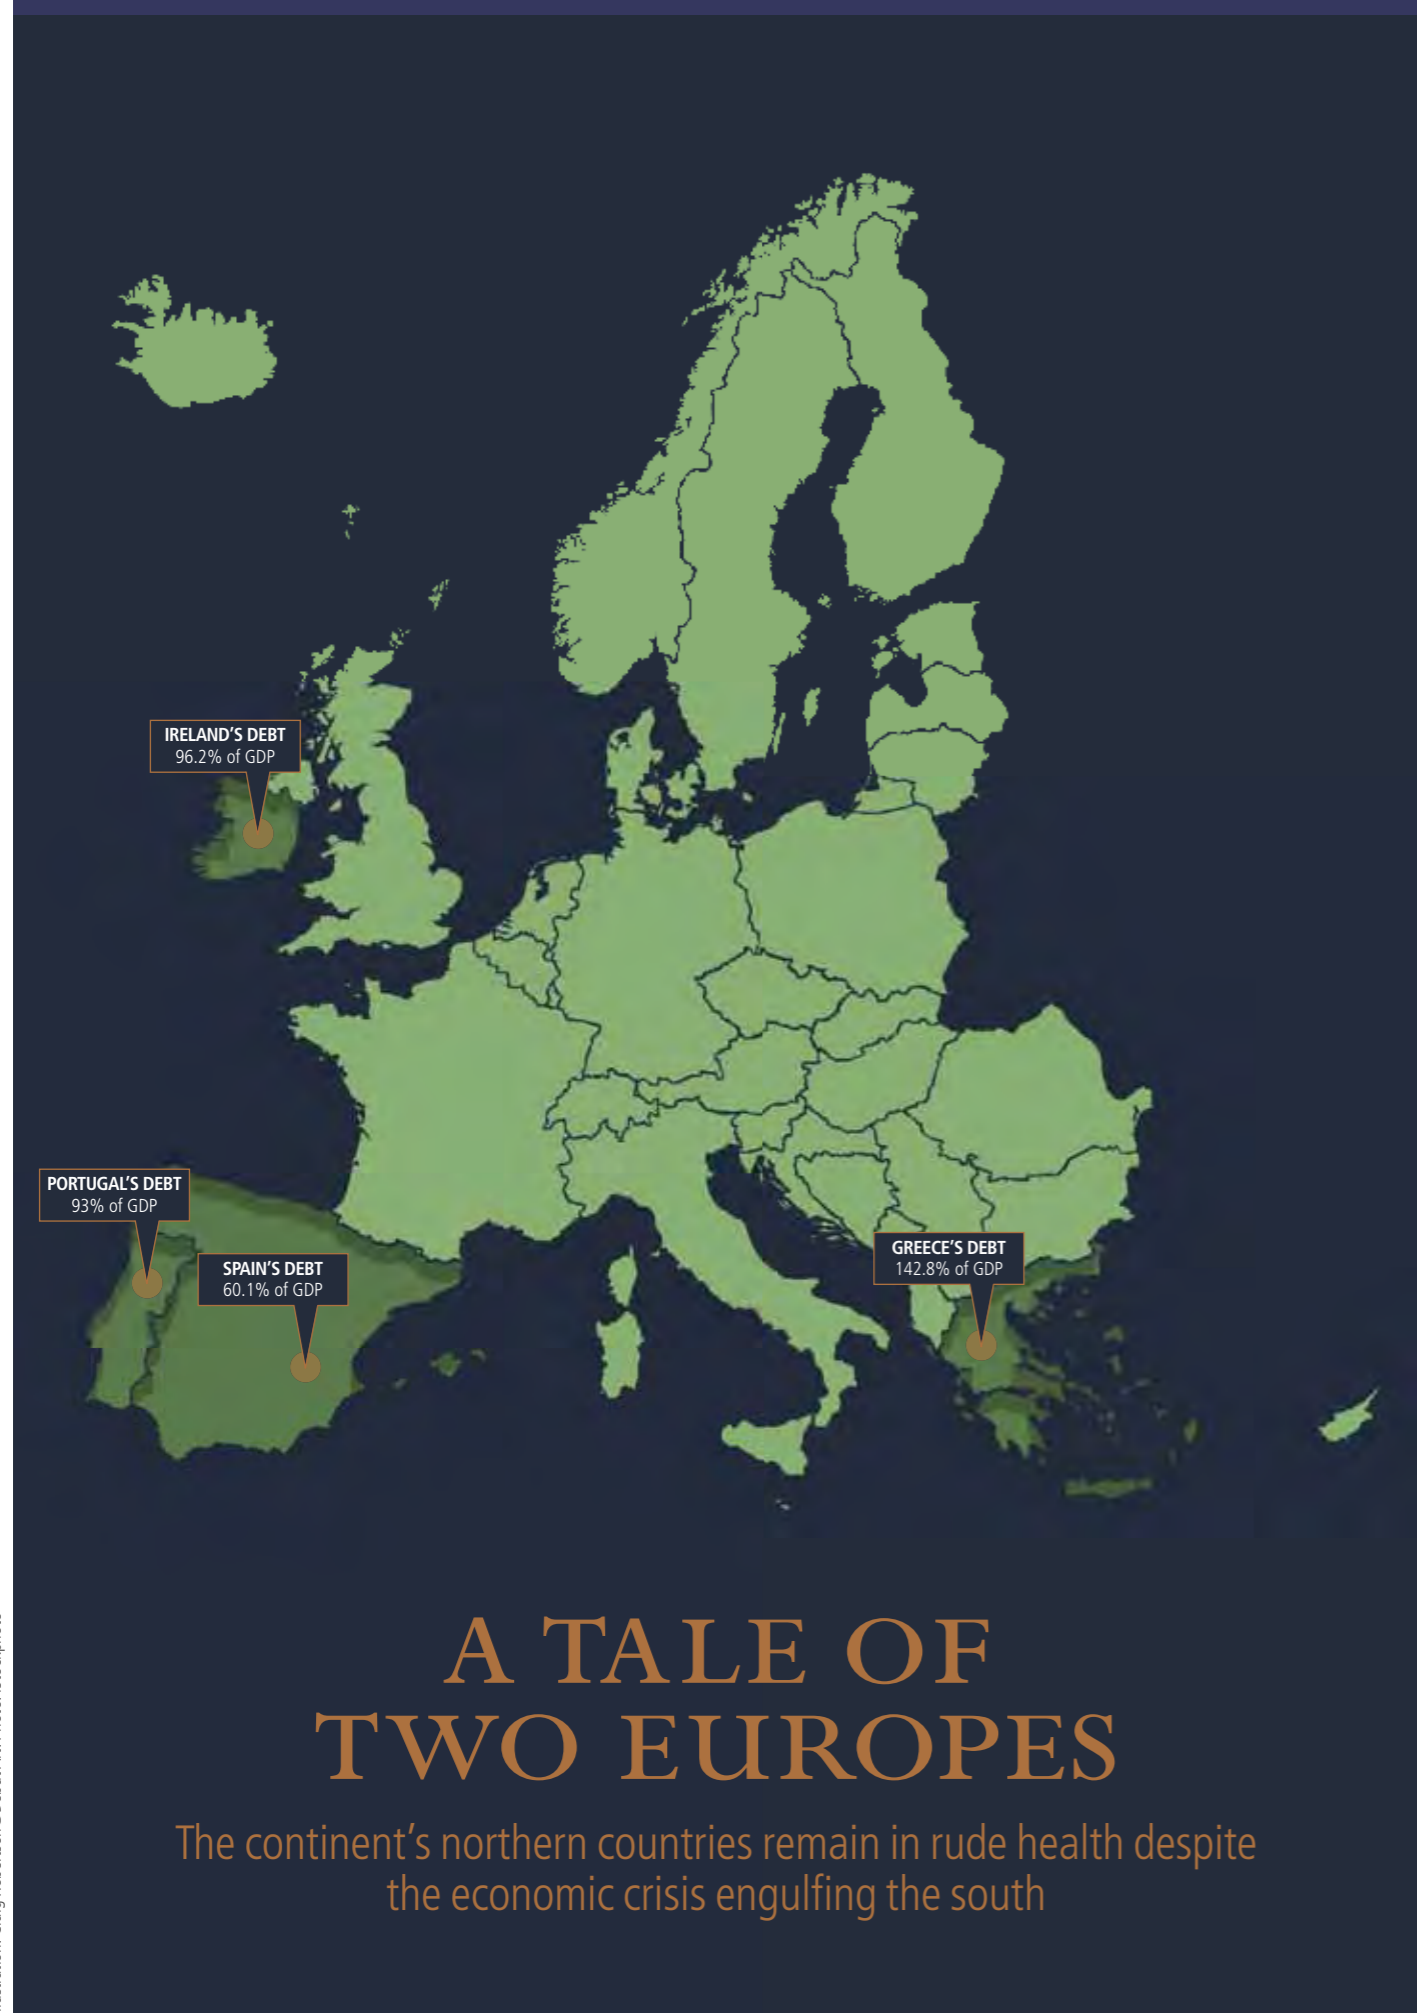 IRELAND'S DEBT
96.2% of GDP
PORTUGAL'S DEBT
93% of GDP
SPAIN'S DEBT
60.1% of GDP
GREECE'S DEBT
142.8% of GDP
A TALE OF
TWO EUROPES
The continent's northern countries remain in rude health despite
the economic crisis engulfing the south